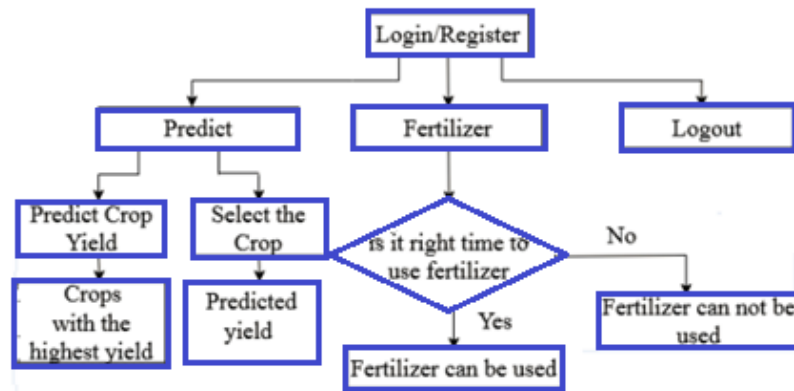 Login/Register
Predict
Fertilizer
Logout
Predict Crop
Yield
Select the
Crop
is it right time to
use fertilizer
No
Crops
with the
highest yield
Predicted
yield
Yes
Fertilizer can not be
used
Fertilizer can be used